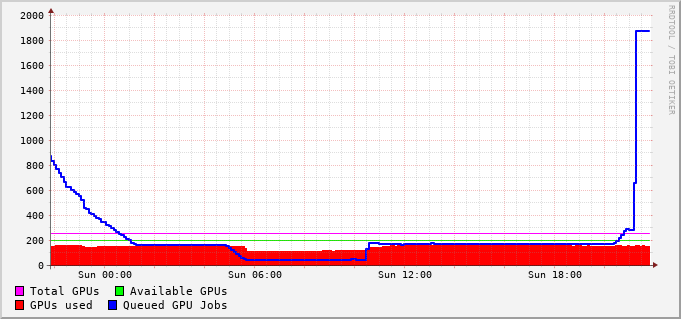 2000
1800
1600
1400
1200
1000
800
600
400
200
0
Sun 00:00 Sun 06:00 Sun 12:00 Sun 18:00
Total GPUs Available GPUs
GPUs used Queued GPU Jobs
RRDTOOL / TOBI OETIKER